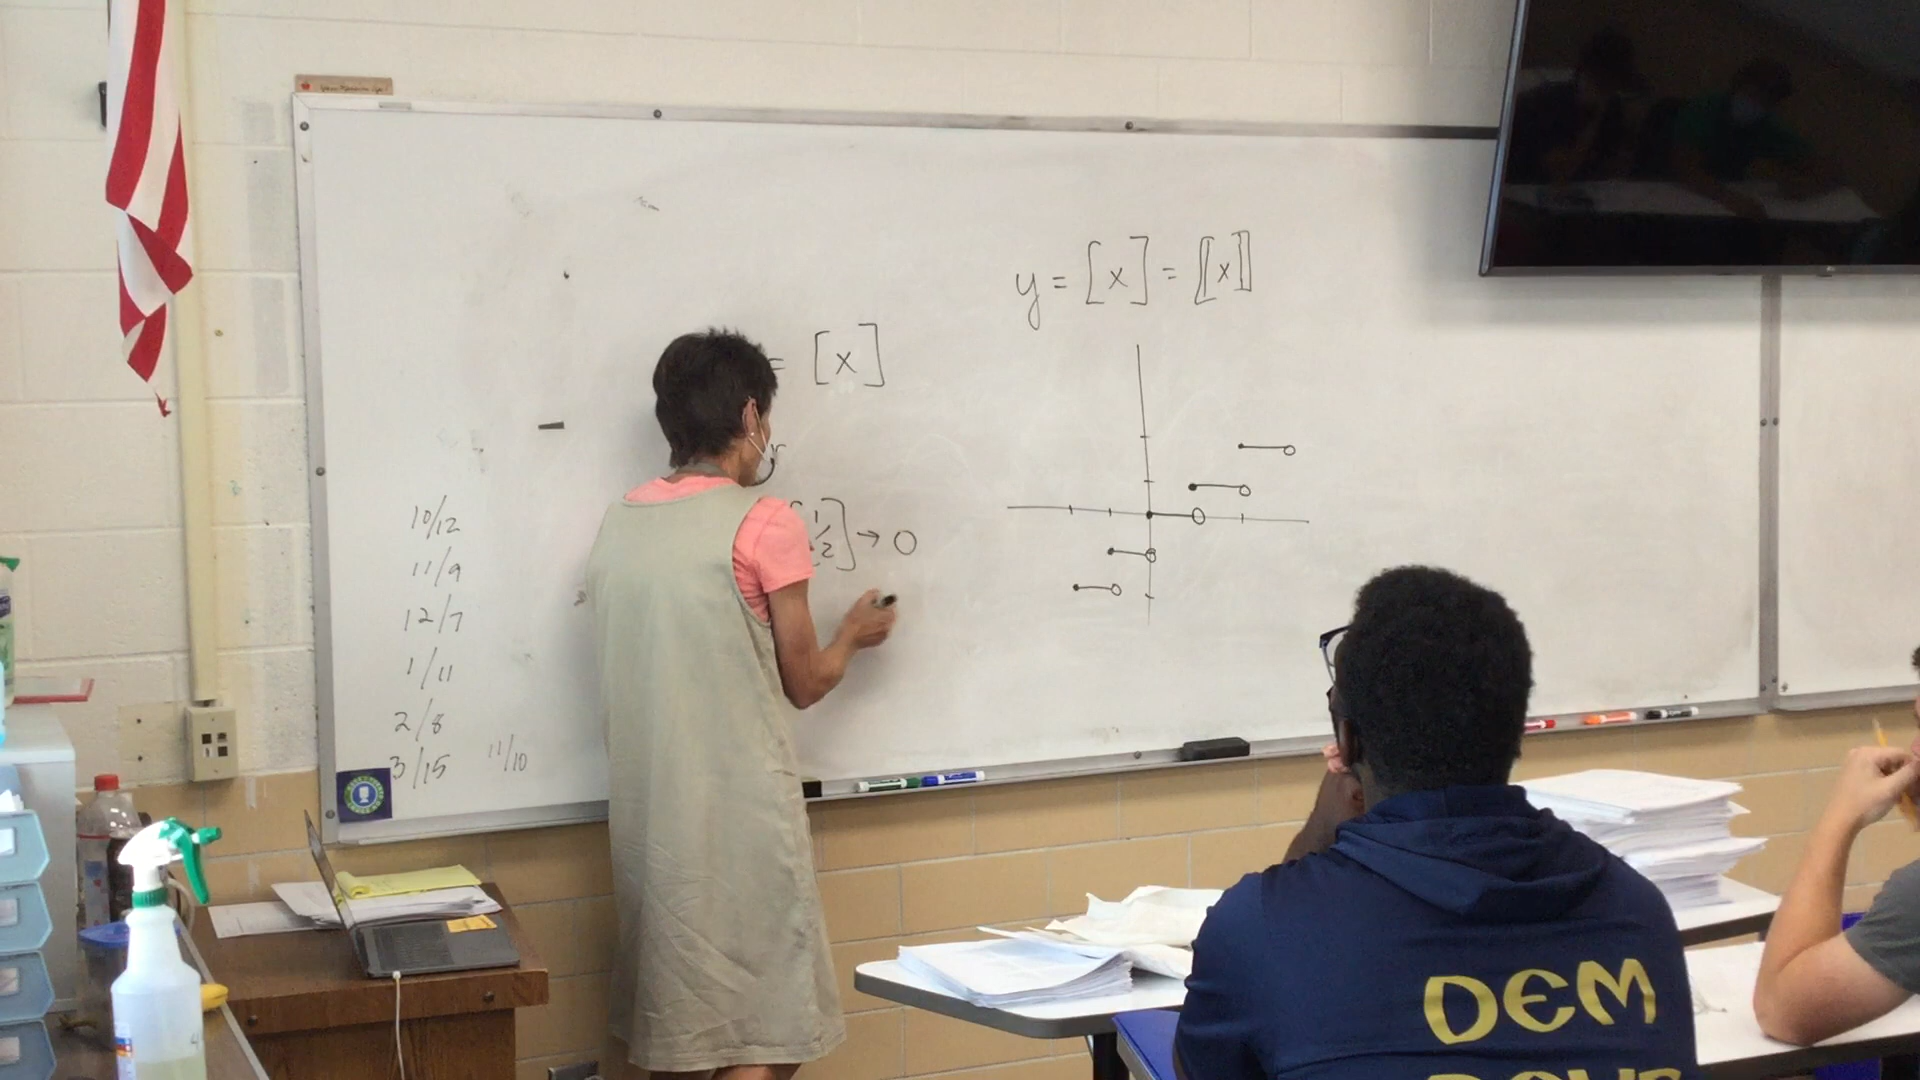 y = [x] = [[x]]
= [x]
[1/2] → 0
10/12
11/9
12/7
1/11
2/8
3/15 11/10
DEM